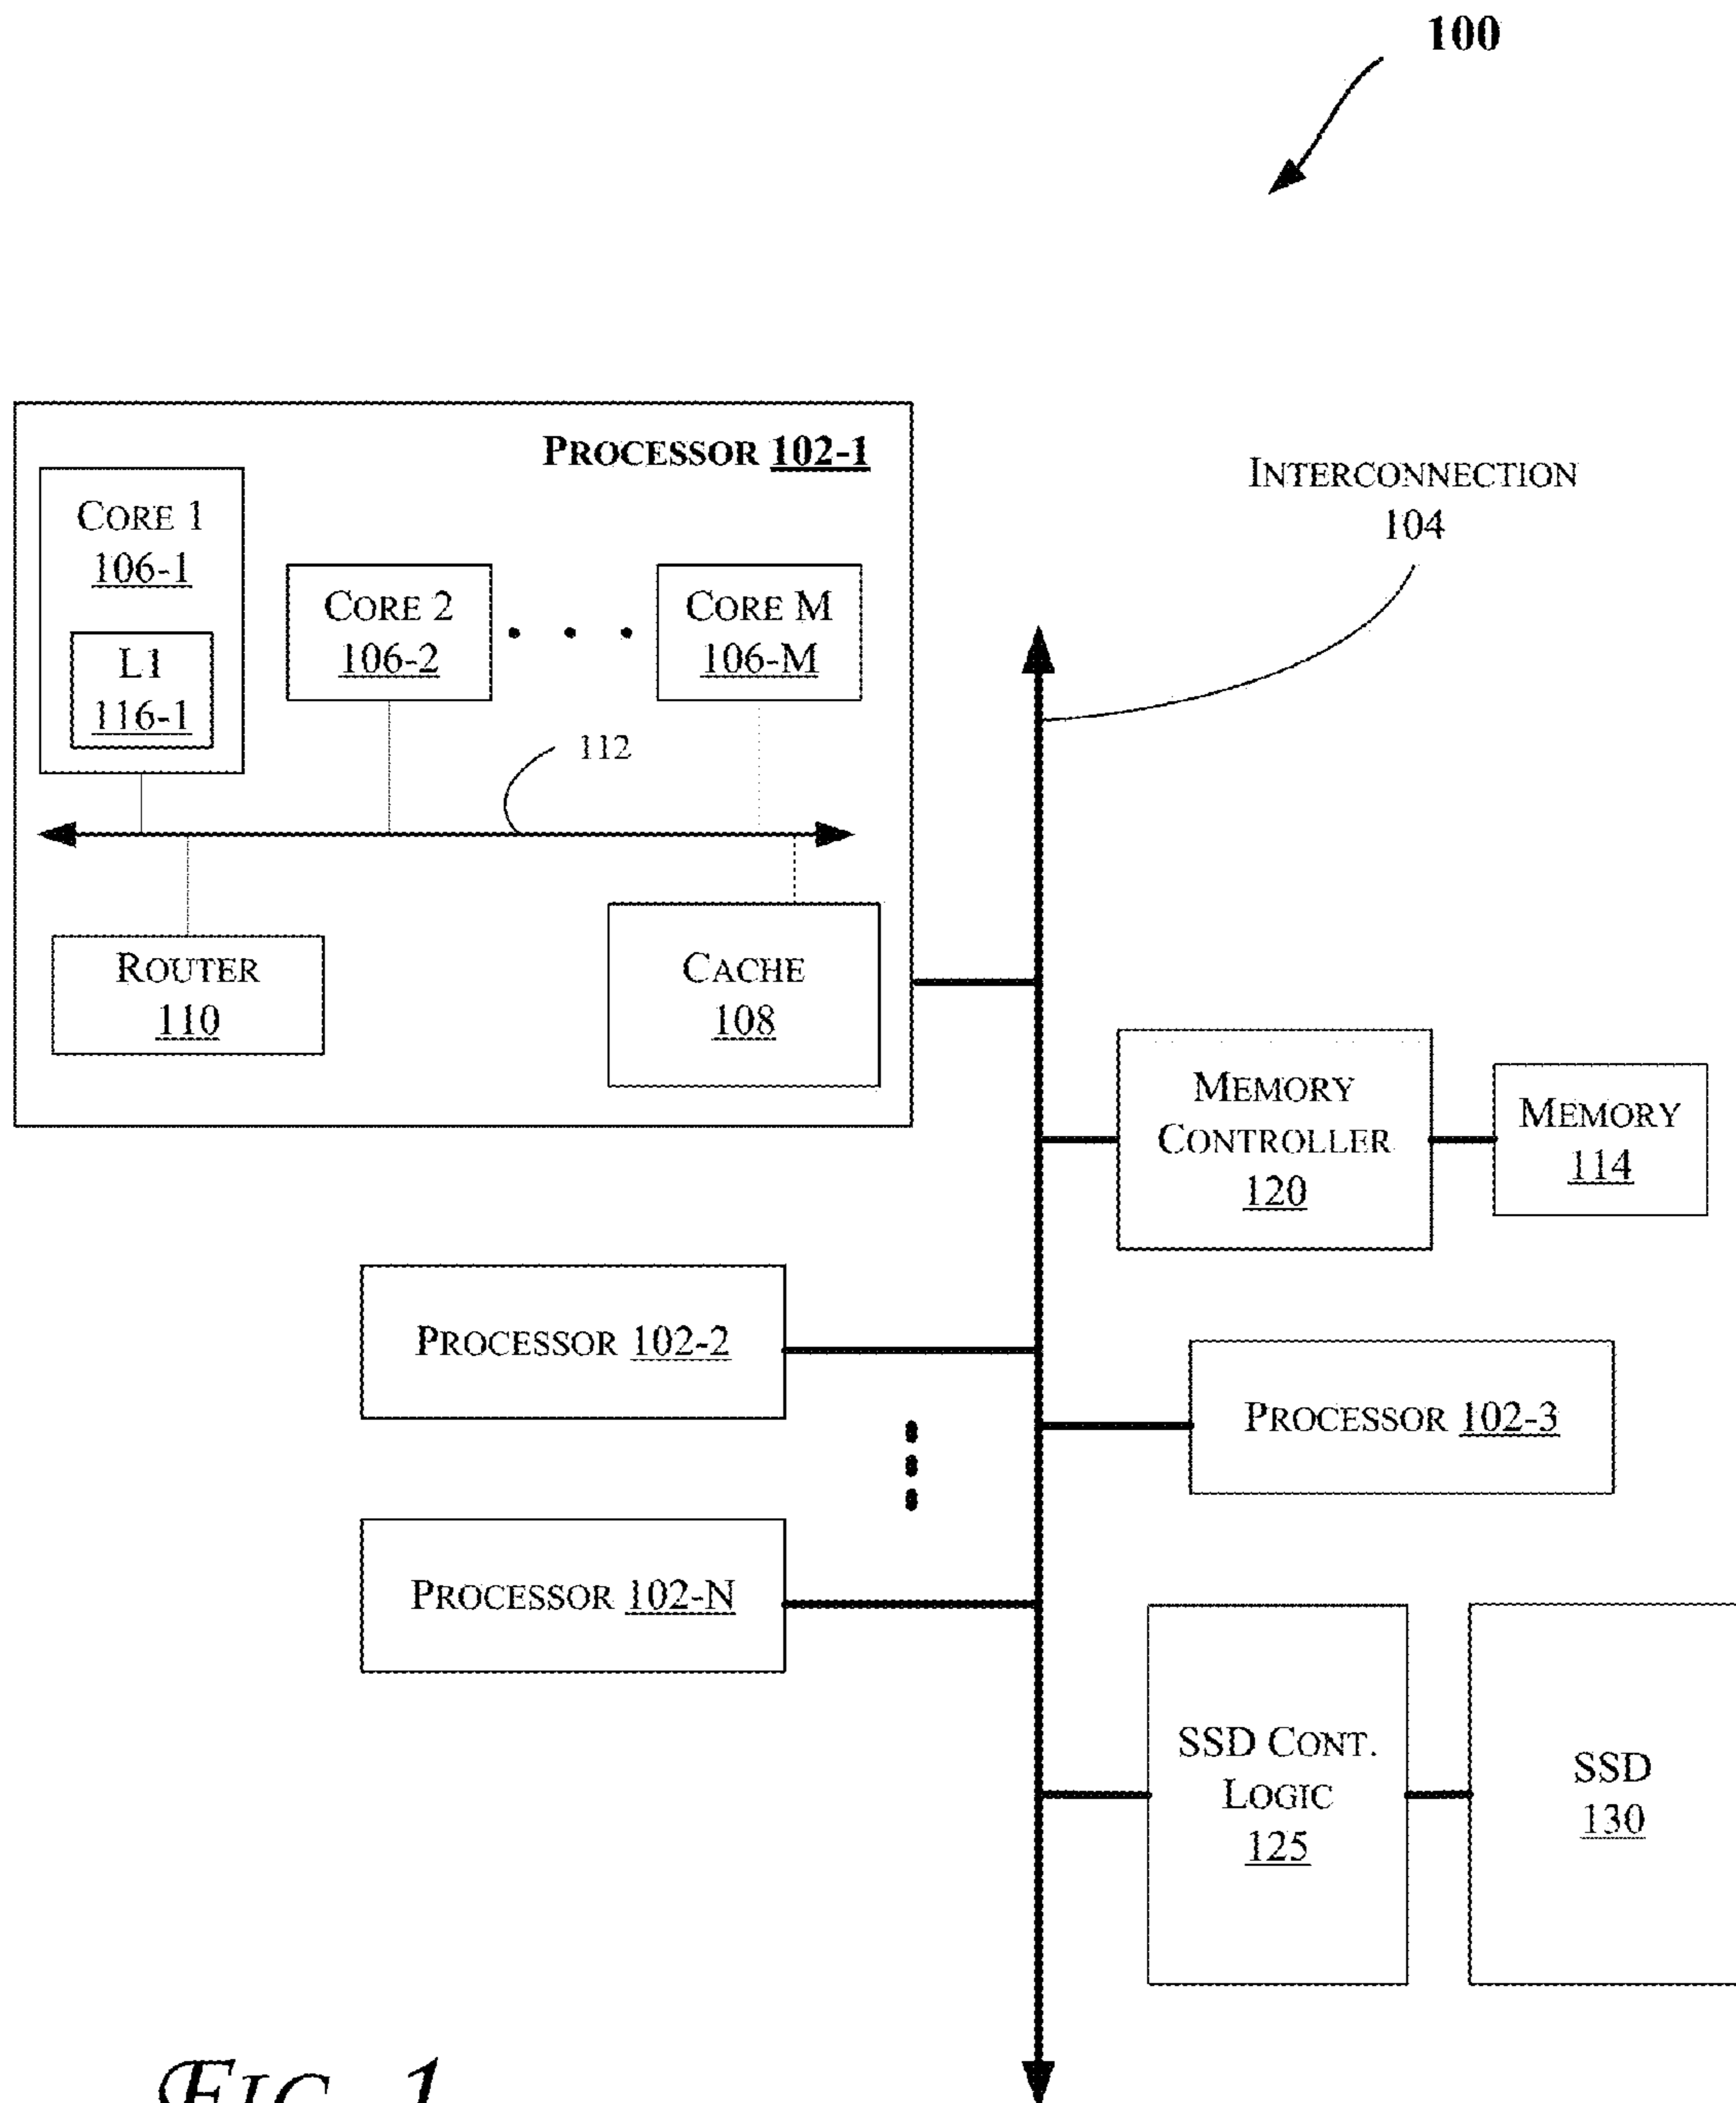 100
PROCESSOR 102-1
CORE 1
106-1
L1
116-1
CORE 2
106-2
CORE M
106-M
112
ROUTER
110
CACHE
108
INTERCONNECTION
104
MEMORY
CONTROLLER
120
MEMORY
114
PROCESSOR 102-2
PROCESSOR 102-3
PROCESSOR 102-N
SSD CONT.
LOGIC
125
SSD
130
FIG. 1